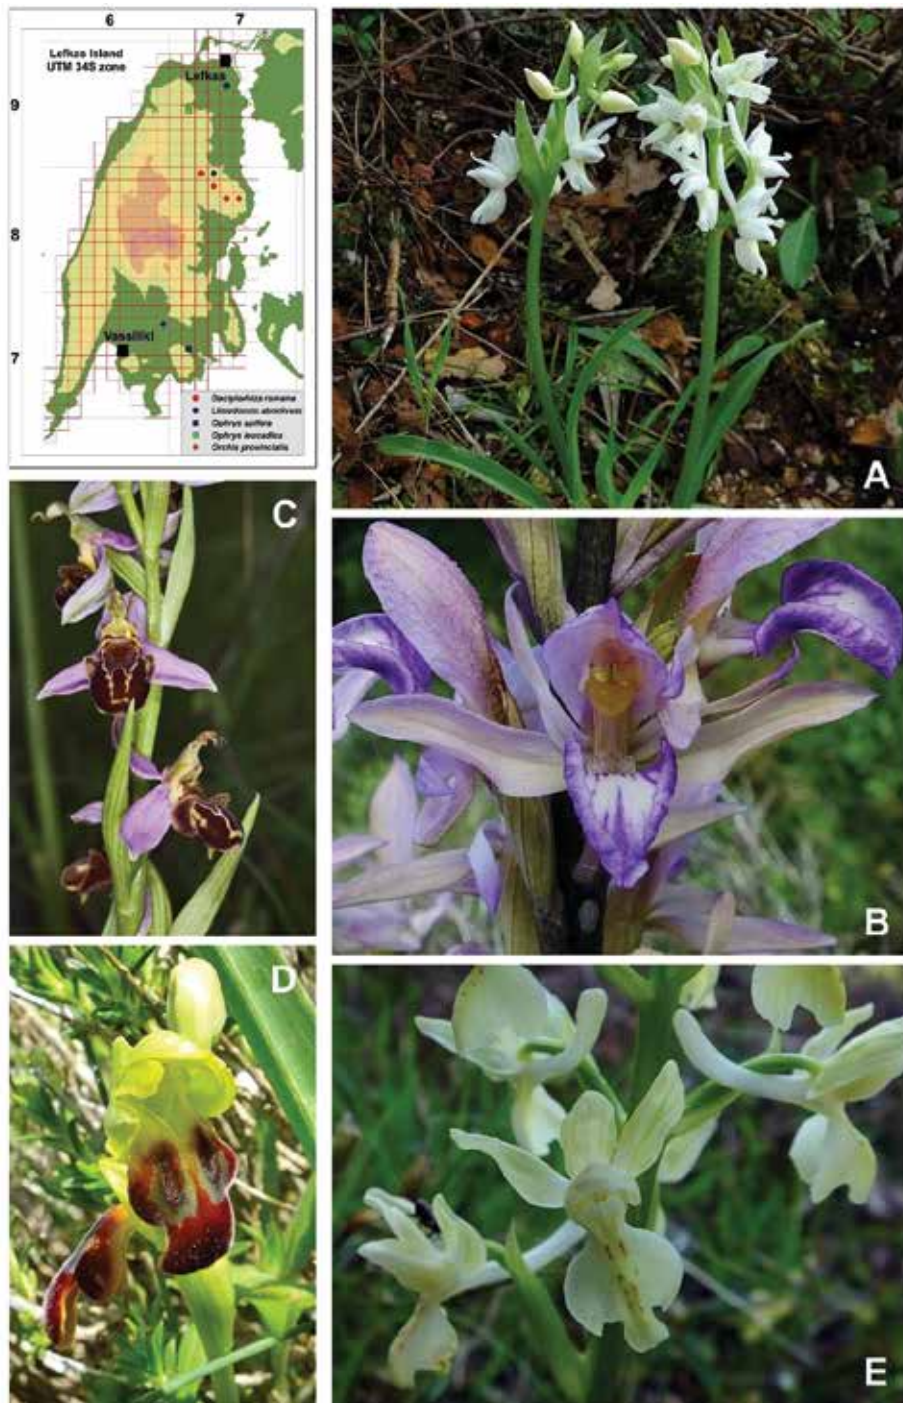 6 7
Lefkas Island
UTM 34S zone
Lefkas
9
8
Vassiliki
7
Dactylorhiza romana
Limodorum abortivum
Ophrys apifera
Ophrys leucadica
Orchis provincialis
A
C
B
D
E